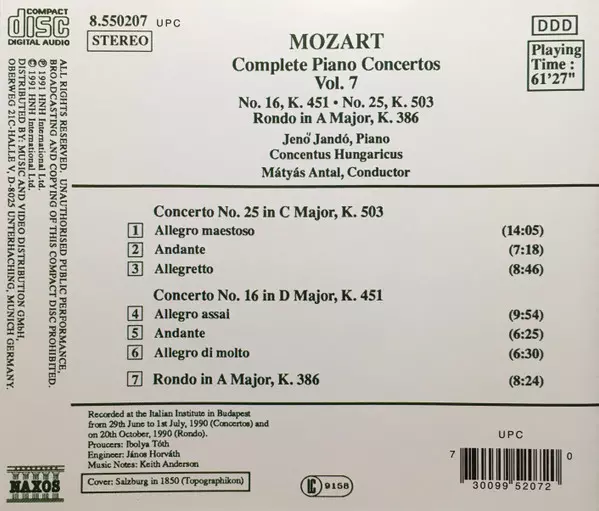 COMPACT
disc
DIGITAL AUDIO
8.550207 UPC
STEREO
DDD
Playing
Time :
61'27"
MOZART
Complete Piano Concertos
Vol. 7
No. 16, K. 451 • No. 25, K. 503
Rondo in A Major, K. 386
Jenő Jandó, Piano
Concentus Hungaricus
Mátyás Antal, Conductor
Concerto No. 25 in C Major, K. 503
1 Allegro maestoso (14:05)
2 Andante (7:18)
3 Allegretto (8:46)
Concerto No. 16 in D Major, K. 451
4 Allegro assai (9:54)
5 Andante (6:25)
6 Allegro di molto (6:30)
7 Rondo in A Major, K. 386 (8:24)
Recorded at the Italian Institute in Budapest
from 29th June to 1st July, 1990 (Concertos) and
on 20th October, 1990 (Rondo).
Proucers: Ibolya Tóth
Engineer: János Horváth
Music Notes: Keith Anderson
Cover: Salzburg in 1850 (Topographikon)
LC 9158
UPC
7 30099 52072 0
ALL RIGHTS RESERVED. UNAUTHORISED PUBLIC PERFORMANCE,
BROADCASTING AND COPYING OF THIS COMPACT DISC PROHIBITED.
℗ 1991 HNH International Ltd.
© 1991 HNH International Ltd.
DISTRIBUTED BY: MUSIC AND VIDEO DISTRIBUTION GMbH,
OBERWEG 21C-HALLE V, D-8025 UNTERHACHING, MUNICH GERMANY.
NAXOS